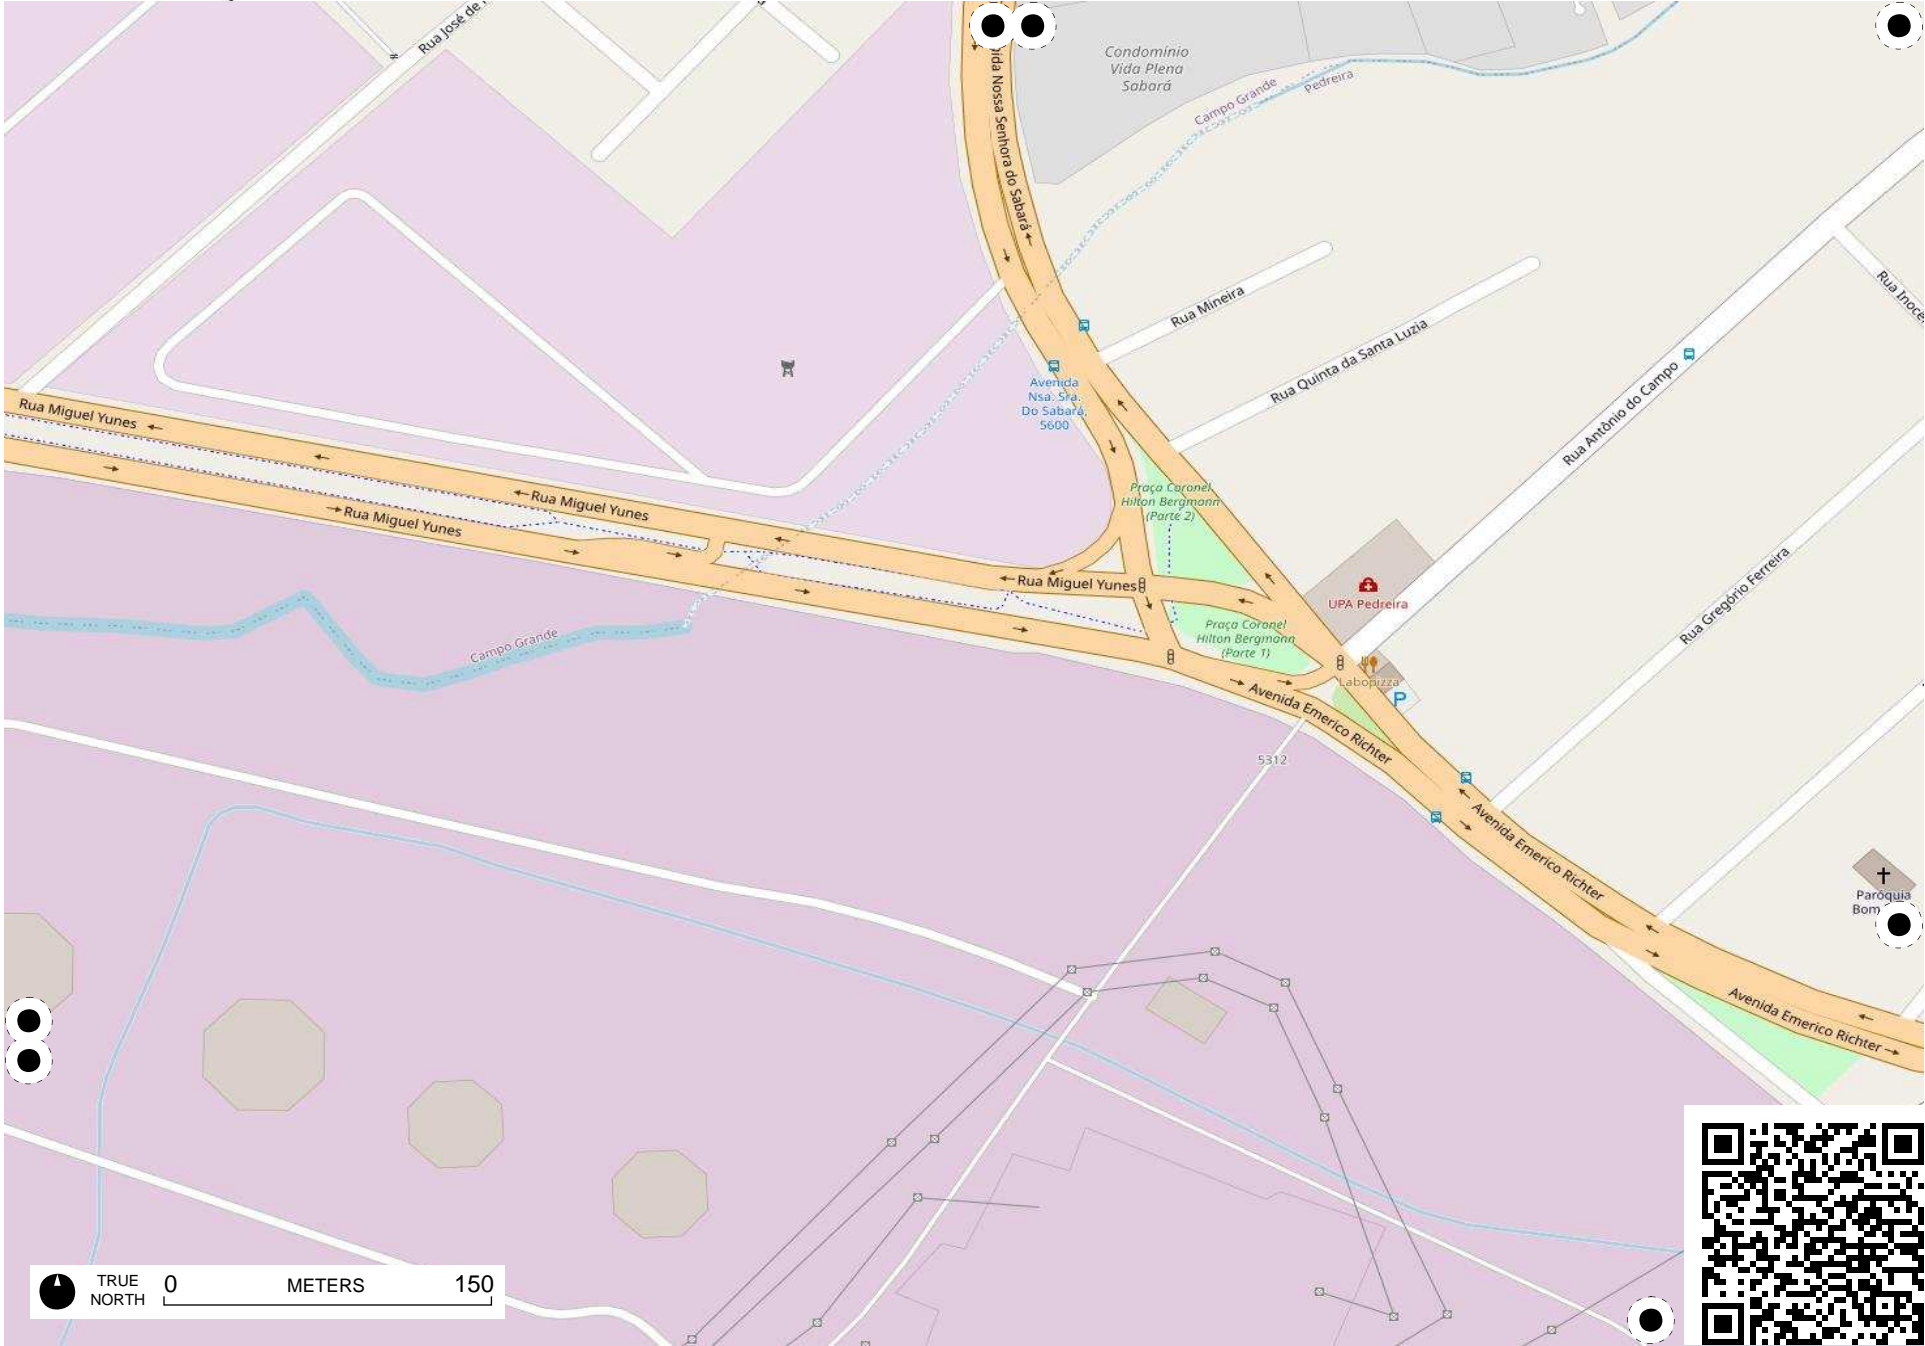 Rua José de
Condomínio
Vida Plena
Sabará
Nossa Senhora do Sabará
Campo Grande
Pedreira
Rua Mineira
Rua Quinta da Santa Luzia
Rua Antônio do Campo
Avenida
Nsa. Sra.
Do Sabará,
5600
Rua Miguel Yunes
Rua Miguel Yunes
Rua Miguel Yunes
Rua Miguel Yunes
Praça Coronel
Hilton Bergmann
(Parte 2)
UPA Pedreira
Rua Gregório Ferreira
Praça Coronel
Hilton Bergmann
(Parte 1)
Campo Grande
Labopizza
P
Avenida Emerico Richter
5312
Avenida Emerico Richter
Paróquia
Bom
Avenida Emerico Richter
TRUE
NORTH
0 METERS 150